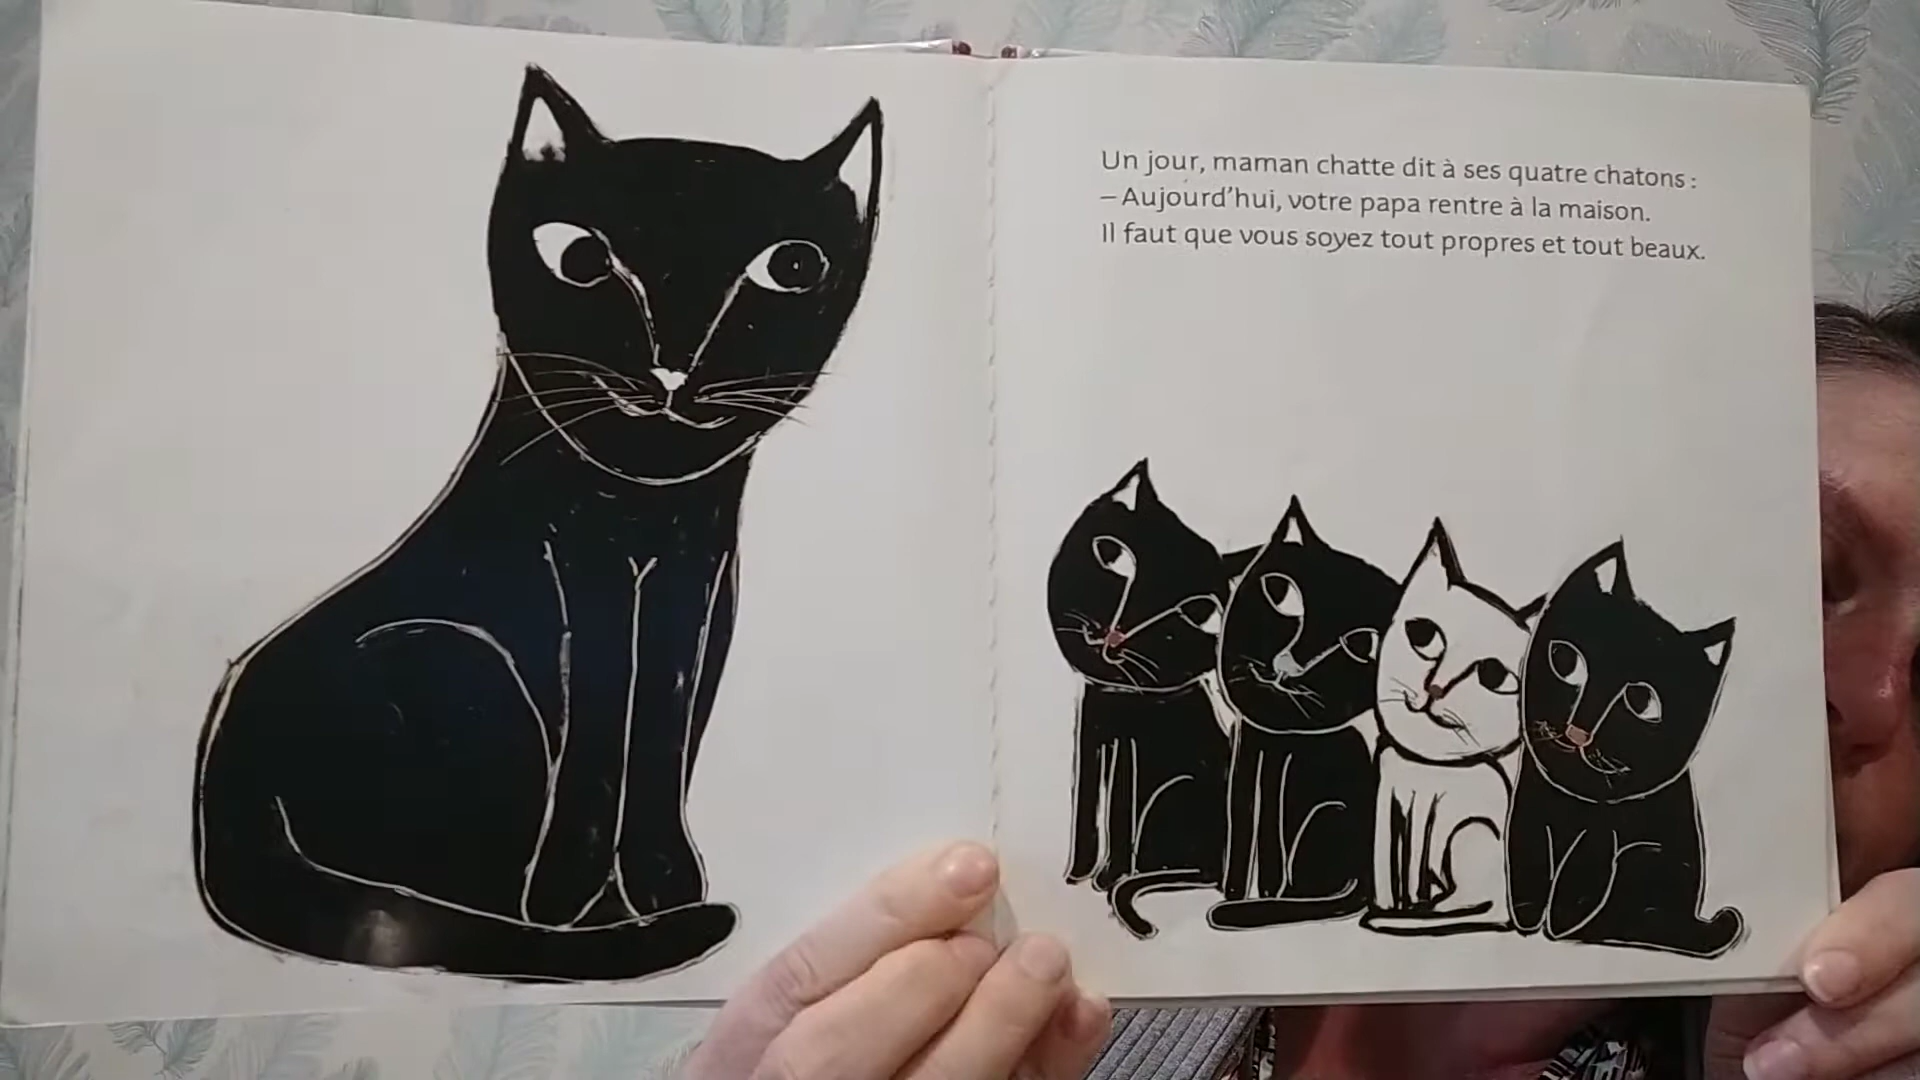 Un jour, maman chatte dit à ses quatre chatons :
– Aujourd'hui, votre papa rentre à la maison.
Il faut que vous soyez tout propres et tout beaux.